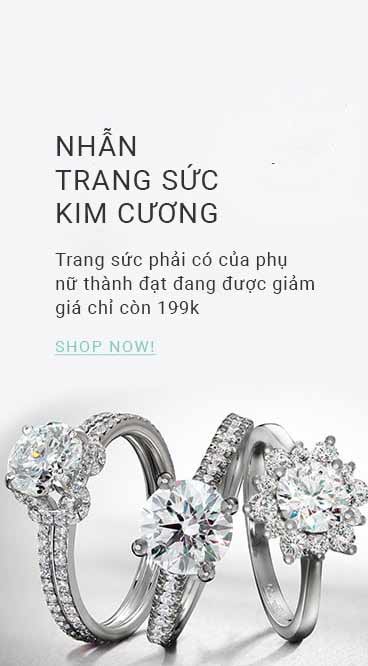 NHẪN
TRANG SỨC
KIM CƯƠNG
Trang sức phải có của phụ
nữ thành đạt đang được giảm
giá chỉ còn 199k
SHOP NOW!